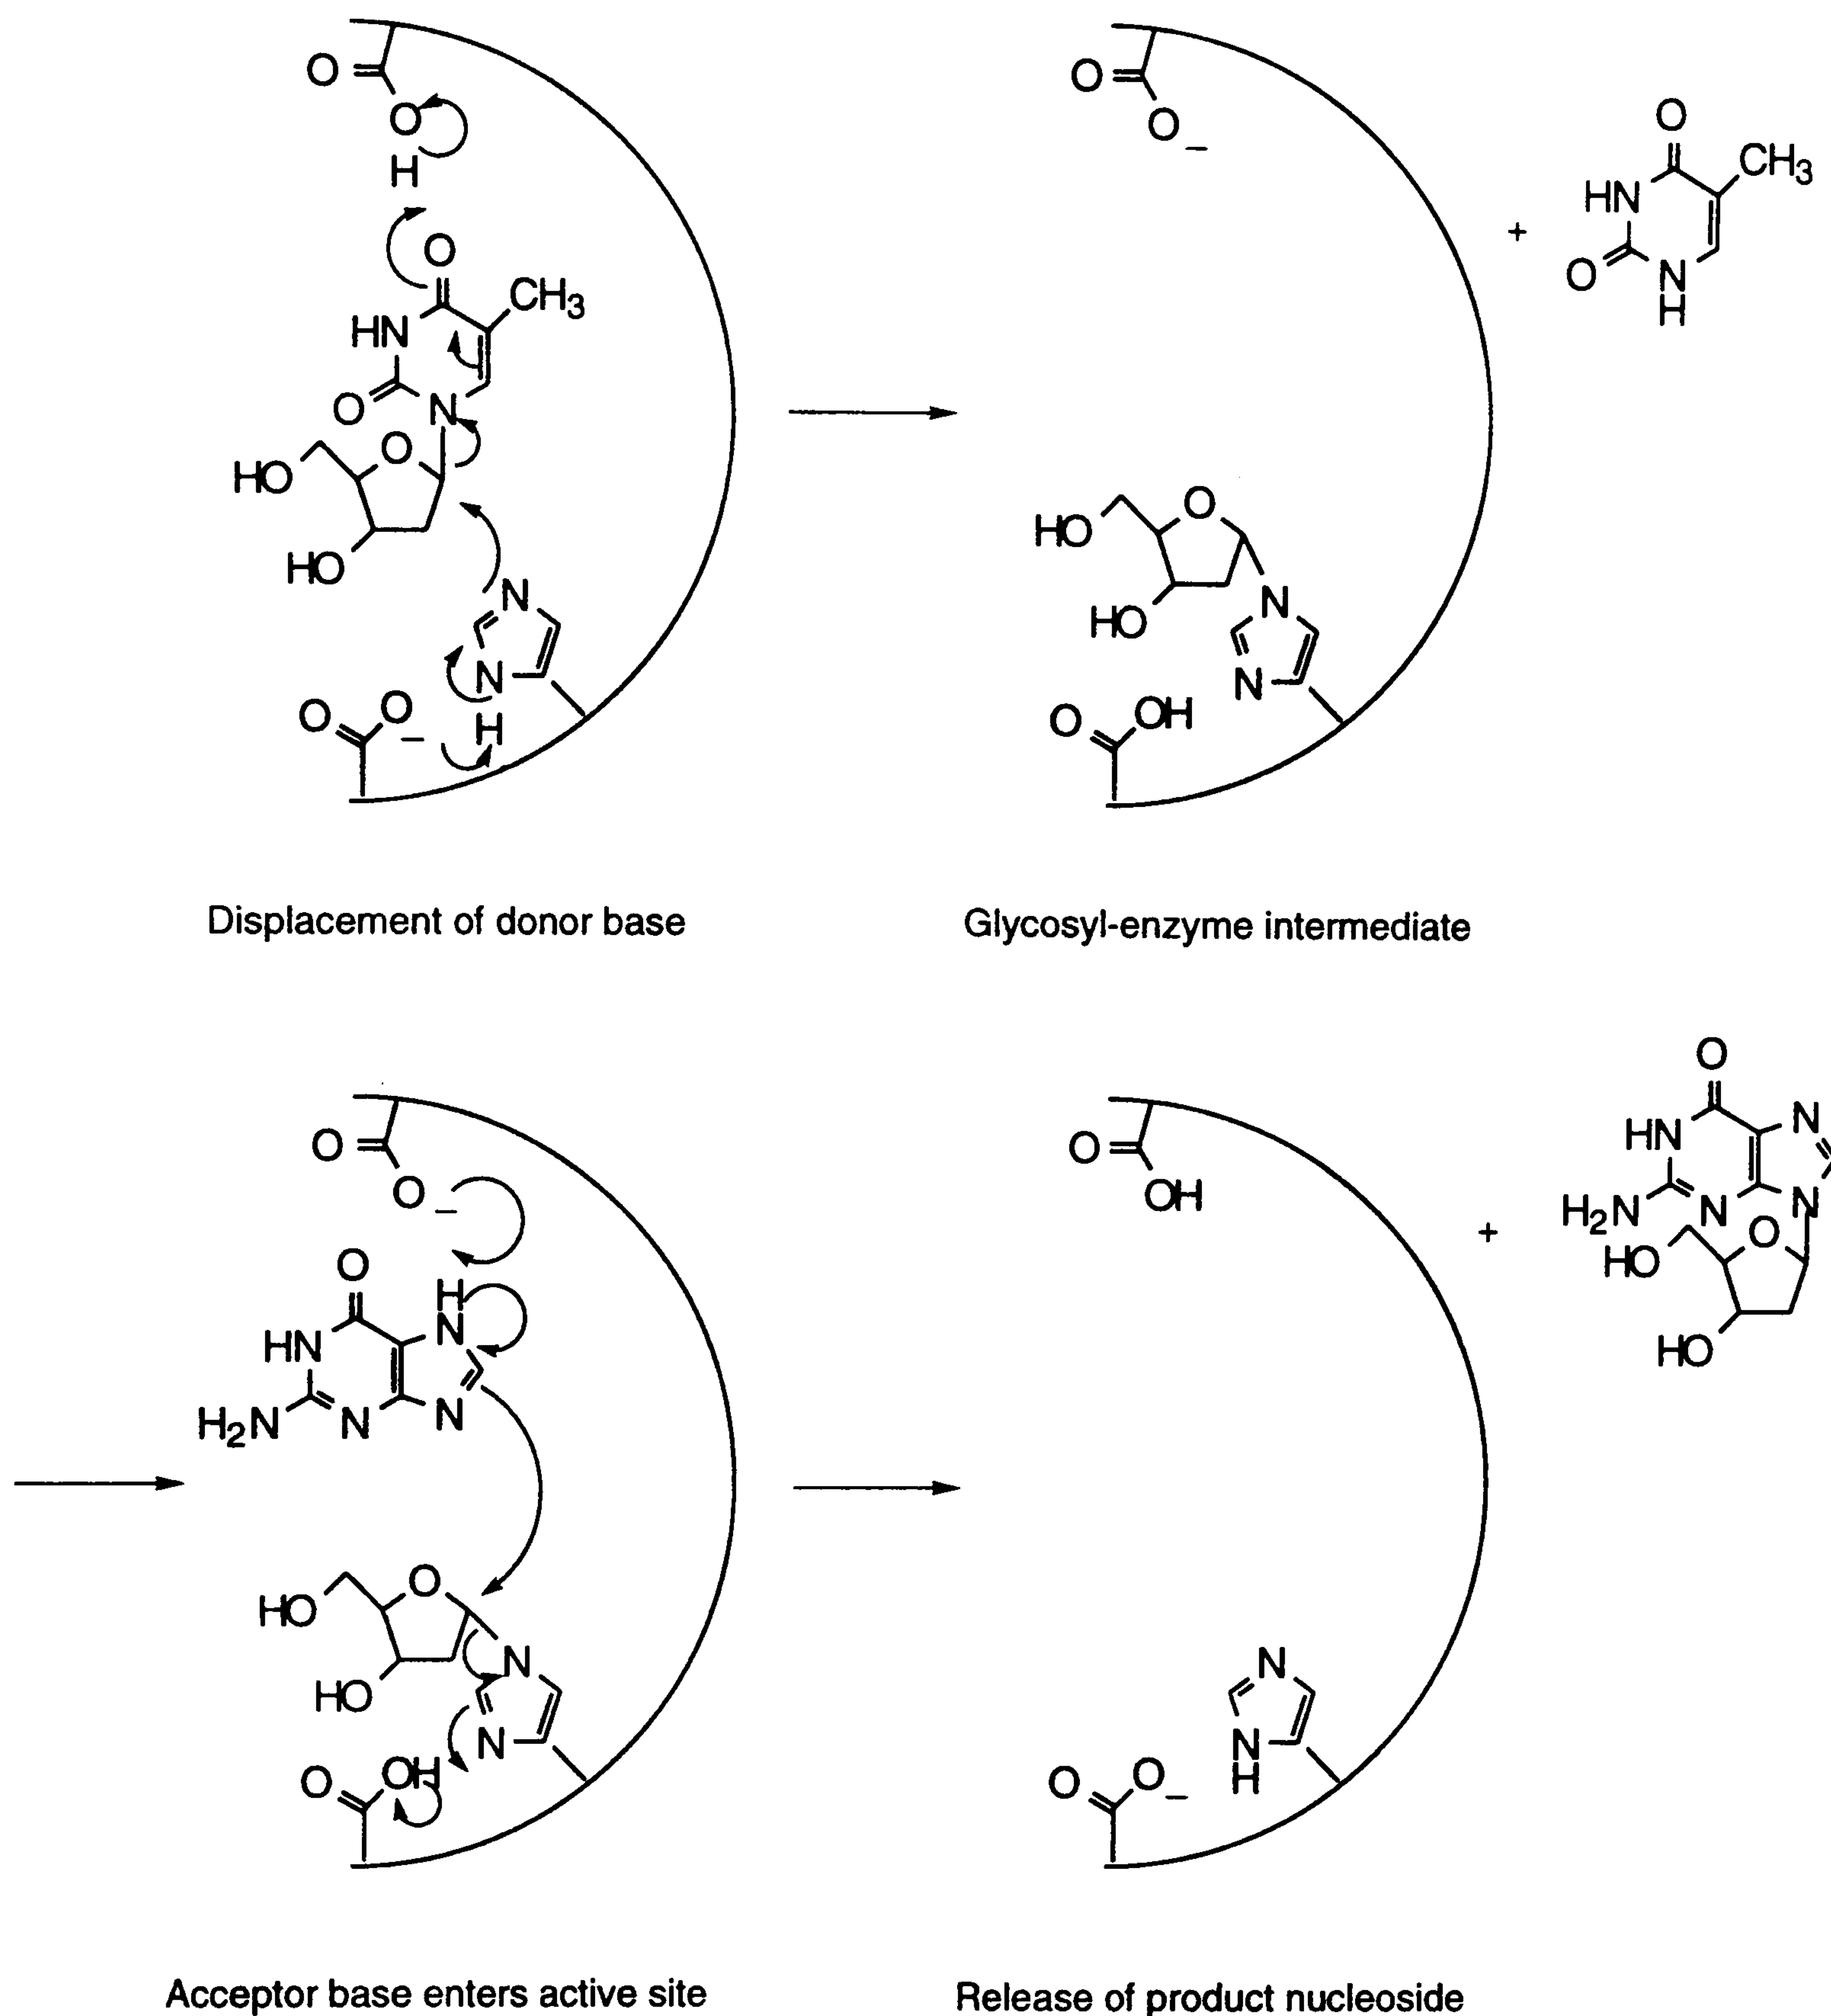 O
O
H
O
HN
CH3
O
N
O
HO
HO
N
N
H
O
O
−
Displacement of donor base
O
O
−
+
O
HN
CH3
O
N
H
O
HO
HO
N
N
O
OH
Glycosyl-enzyme intermediate
O
O
−
O
H
HN
N
H2N
N
N
O
HO
HO
N
N
O
OH
Acceptor base enters active site
O
OH
+
O
HN
N
H2N
N
N
O
HO
HO
N
N
H
O
O
−
Release of product nucleoside